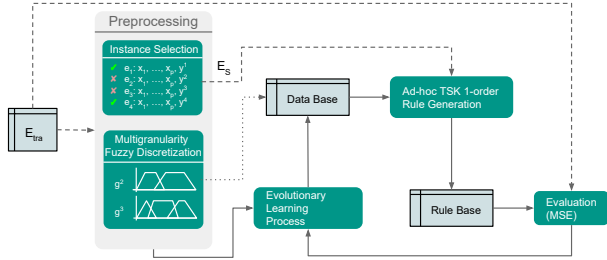 Preprocessing
Instance Selection
✓ e₁: x₁, ..., xₚ, y¹
✗ e₂: x₁, ..., xₚ, y²
✗ e₃: x₁, ..., xₚ, y³
✓ e₄: x₁, ..., xₚ, y⁴
E_S
E_tra
Multigranularity
Fuzzy Discretization
g²
g³
Data Base
Ad-hoc TSK 1-order
Rule Generation
Evolutionary
Learning
Process
Rule Base
Evaluation
(MSE)